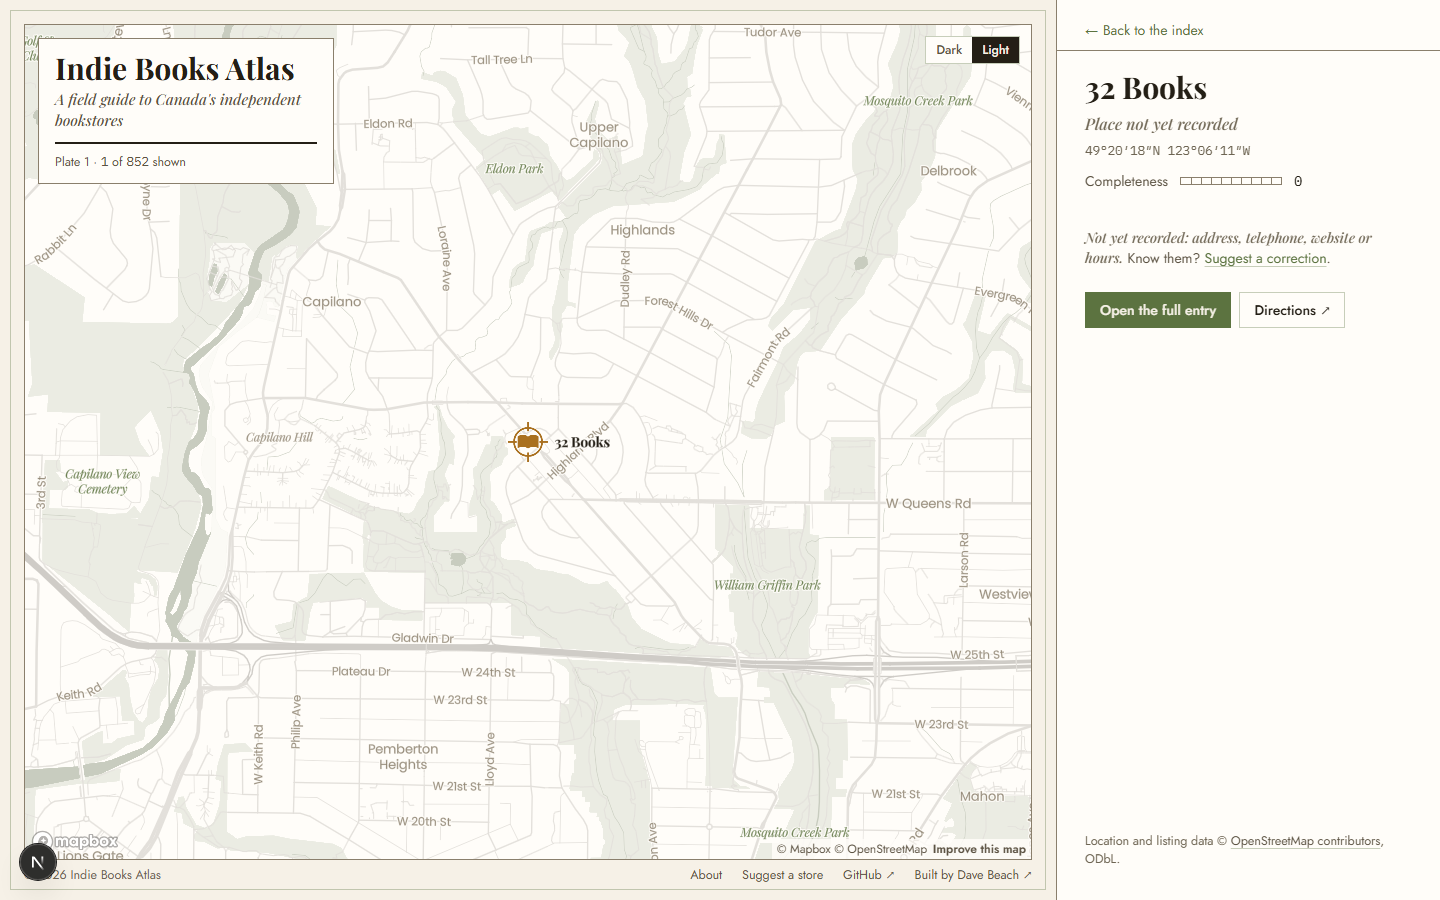 Indie Books Atlas
A field guide to Canada's independent
bookstores
Plate 1 · 1 of 852 shown
Dark
Light
Tudor Ave
Tall Tree Ln
Mosquito Creek Park
Eldon Rd
Upper
Capilano
Eldon Park
Delbrook
Rabbit Ln
Highlands
Loraine Ave
Dudley Rd
Capilano
Forest Hills Dr
Evergreen
Fairmont Rd
Capilano Hill
32 Books
Highland Blvd
Capilano View
Cemetery
3rd St
W Queens Rd
Larson Rd
William Griffin Park
Gladwin Dr
W 25th St
Plateau Dr
W 24th St
Keith Rd
W 23rd St
Philip Ave
W 23rd St
W Keith Rd
Pemberton
Heights
Lloyd Ave
W 21st St
W 21st St
Mahon
W 20th St
Mosquito Creek Park
mapbox
Lions Gate
© Mapbox © OpenStreetMap Improve this map
N
26 Indie Books Atlas
About
Suggest a store
GitHub ↗
Built by Dave Beach ↗
← Back to the index
32 Books
Place not yet recorded
49°20′18″N 123°06′11″W
Completeness 0
Not yet recorded: address, telephone, website or
hours. Know them? Suggest a correction.
Open the full entry
Directions ↗
Location and listing data © OpenStreetMap contributors,
ODbL.